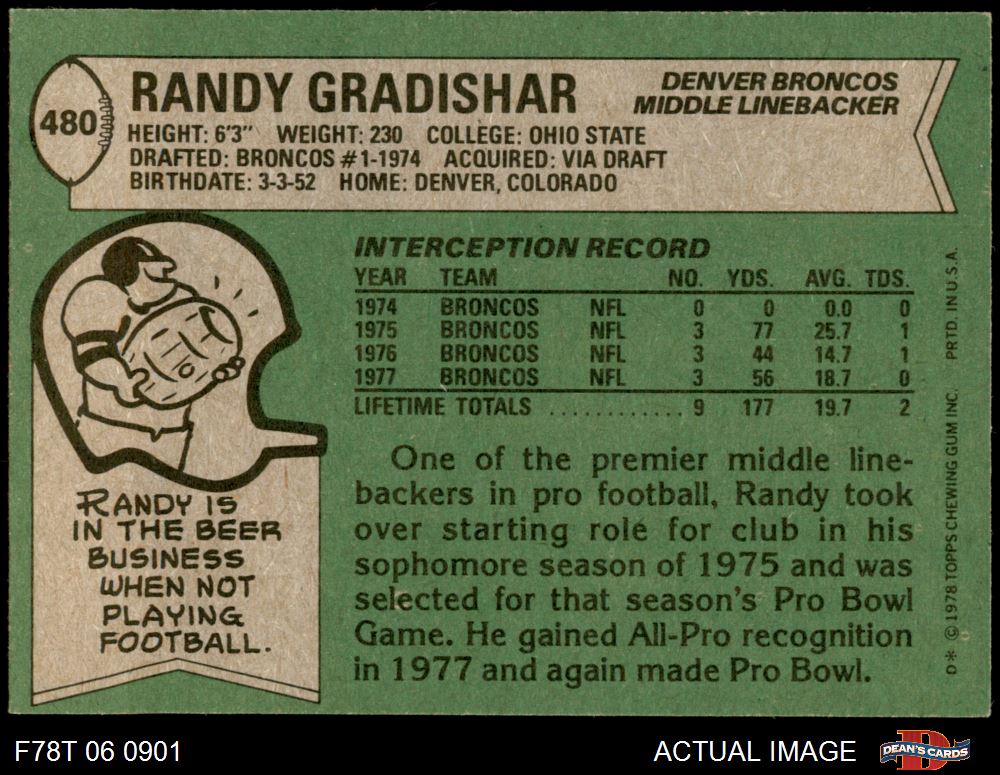 480
RANDY GRADISHAR
DENVER BRONCOS
MIDDLE LINEBACKER
HEIGHT: 6'3" WEIGHT: 230 COLLEGE: OHIO STATE
DRAFTED: BRONCOS #1-1974 ACQUIRED: VIA DRAFT
BIRTHDATE: 3-3-52 HOME: DENVER, COLORADO
INTERCEPTION RECORD
YEAR TEAM NO. YDS. AVG. TDS.
1974 BRONCOS NFL 0 0 0.0 0
1975 BRONCOS NFL 3 77 25.7 1
1976 BRONCOS NFL 3 44 14.7 1
1977 BRONCOS NFL 3 56 18.7 0
LIFETIME TOTALS ............ 9 177 19.7 2
One of the premier middle line-
backers in pro football, Randy took
over starting role for club in his
sophomore season of 1975 and was
selected for that season's Pro Bowl
Game. He gained All-Pro recognition
in 1977 and again made Pro Bowl.
RANDY IS
IN THE BEER
BUSINESS
WHEN NOT
PLAYING
FOOTBALL.
D* © 1978 TOPPS CHEWING GUM INC. PRTD. IN U.S.A.
F78T 06 0901
ACTUAL IMAGE
D
DEAN'S CARDS